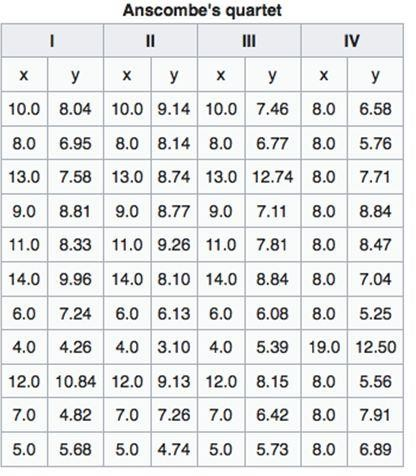 Anscombe's quartet
I II III IV
x y x y x y x y
10.0 8.04 10.0 9.14 10.0 7.46 8.0 6.58
8.0 6.95 8.0 8.14 8.0 6.77 8.0 5.76
13.0 7.58 13.0 8.74 13.0 12.74 8.0 7.71
9.0 8.81 9.0 8.77 9.0 7.11 8.0 8.84
11.0 8.33 11.0 9.26 11.0 7.81 8.0 8.47
14.0 9.96 14.0 8.10 14.0 8.84 8.0 7.04
6.0 7.24 6.0 6.13 6.0 6.08 8.0 5.25
4.0 4.26 4.0 3.10 4.0 5.39 19.0 12.50
12.0 10.84 12.0 9.13 12.0 8.15 8.0 5.56
7.0 4.82 7.0 7.26 7.0 6.42 8.0 7.91
5.0 5.68 5.0 4.74 5.0 5.73 8.0 6.89